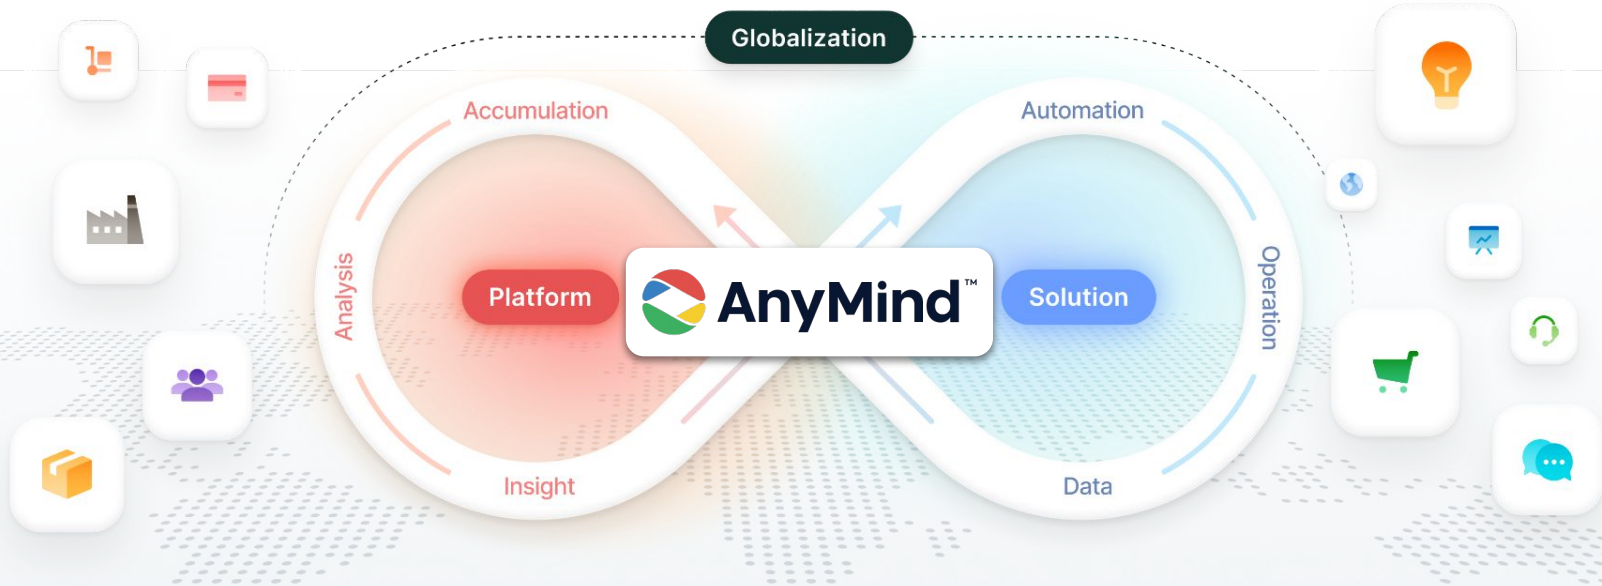 Globalization
Accumulation
Automation
Analysis
Platform
AnyMind™
Solution
Operation
Insight
Data